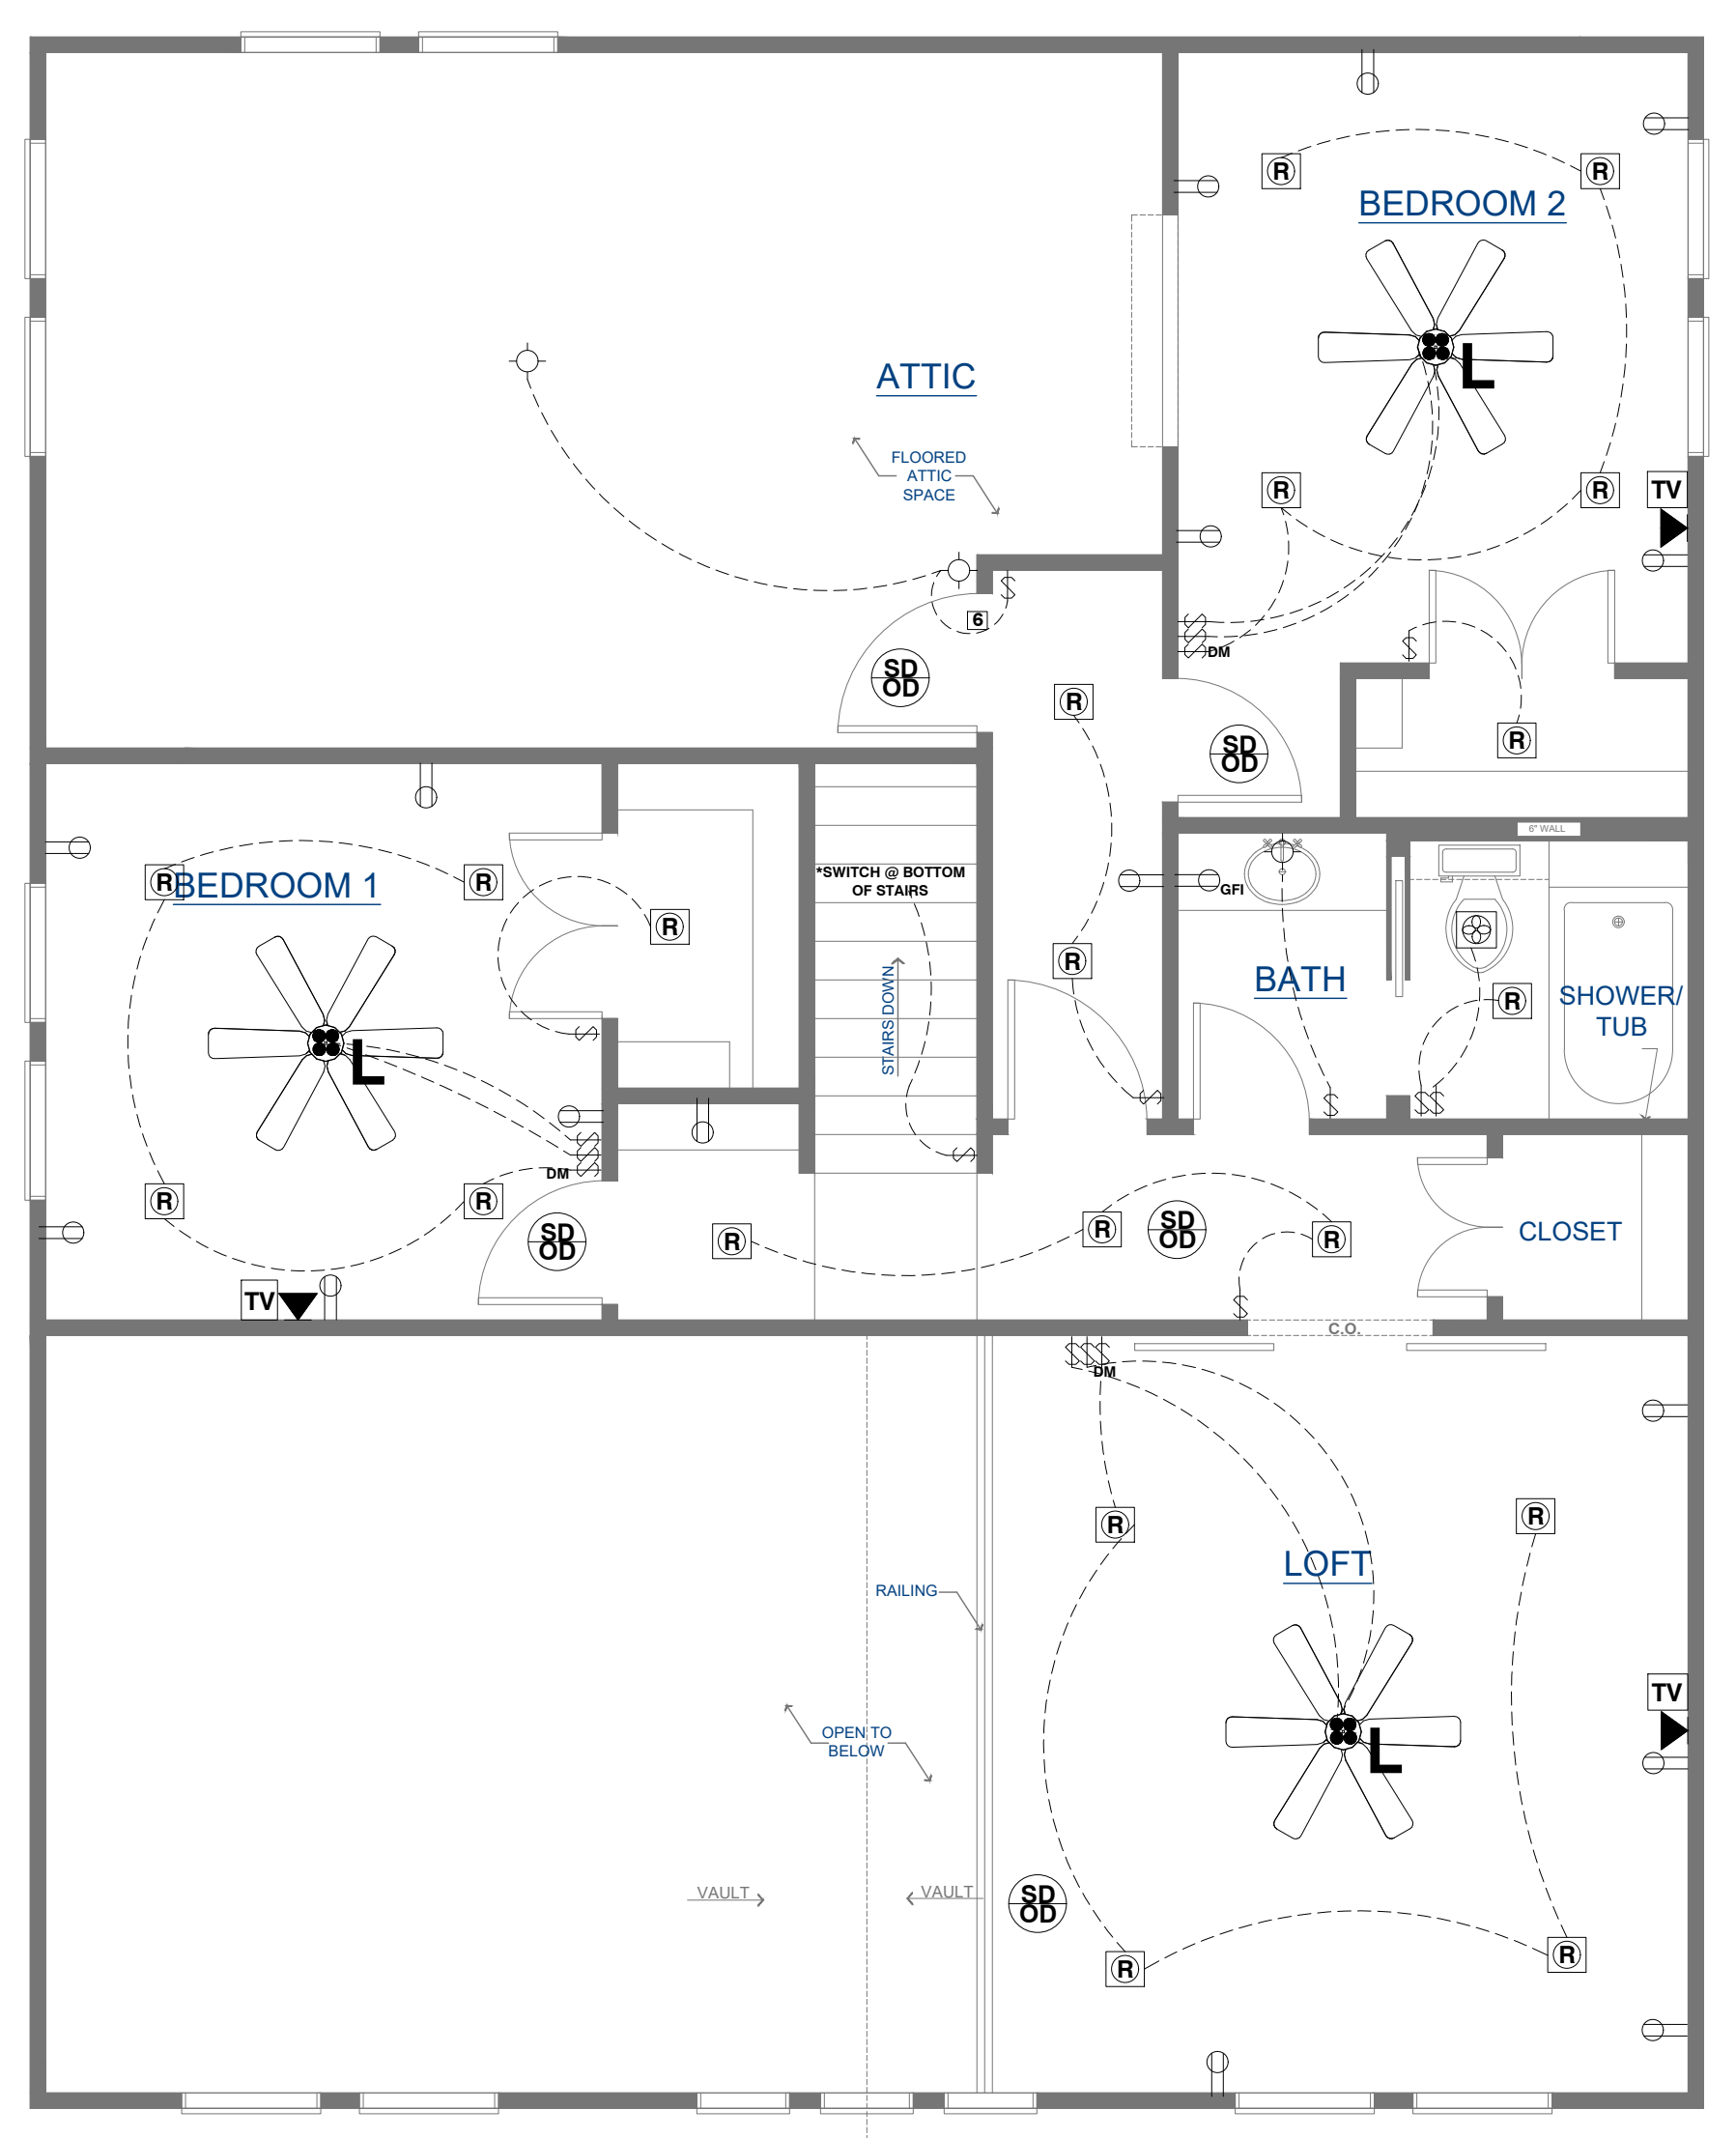 R
R
BEDROOM 2
L
ATTIC
FLOORED
ATTIC
SPACE
R
R
TV
6
DM
SD
OD
R
SD
OD
R
6" WALL
*SWITCH @ BOTTOM
OF STAIRS
R
BEDROOM 1
R
GFI
R
R
BATH
R
SHOWER/
TUB
STAIRS DOWN
L
DM
R
R
SD
OD
R
R
SD
OD
R
CLOSET
TV
C.O.
DM
R
R
LOFT
RAILING
TV
OPEN TO
BELOW
L
VAULT
VAULT
SD
OD
R
R